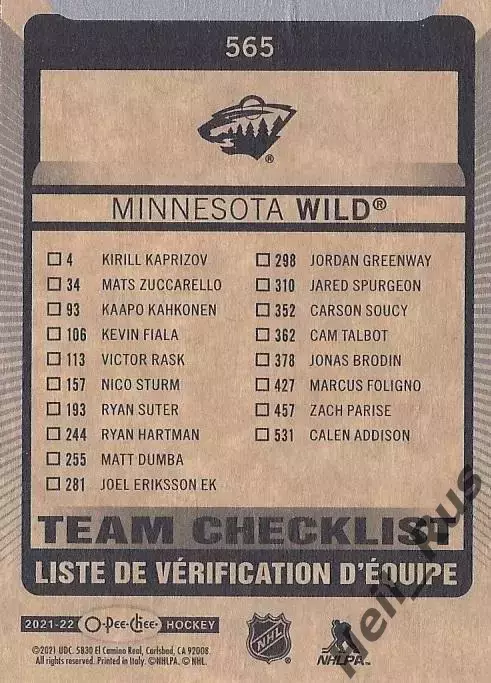 565
®
MINNESOTA WILD®
4 KIRILL KAPRIZOV
34 MATS ZUCCARELLO
93 KAAPO KAHKONEN
106 KEVIN FIALA
113 VICTOR RASK
157 NICO STURM
193 RYAN SUTER
244 RYAN HARTMAN
255 MATT DUMBA
281 JOEL ERIKSSON EK
298 JORDAN GREENWAY
310 JARED SPURGEON
352 CARSON SOUCY
362 CAM TALBOT
378 JONAS BRODIN
427 MARCUS FOLIGNO
457 ZACH PARISE
531 CALEN ADDISON
TEAM CHECKLIST
LISTE DE VÉRIFICATION D'ÉQUIPE
2021-22 O-Pee-Chee HOCKEY
©2021 UDC. 5830 El Camino Real, Carlsbad, CA 92008.
All rights reserved. Printed in Italy. ©NHLPA. © NHL.
NHL
NHLPA
Heil_Rus